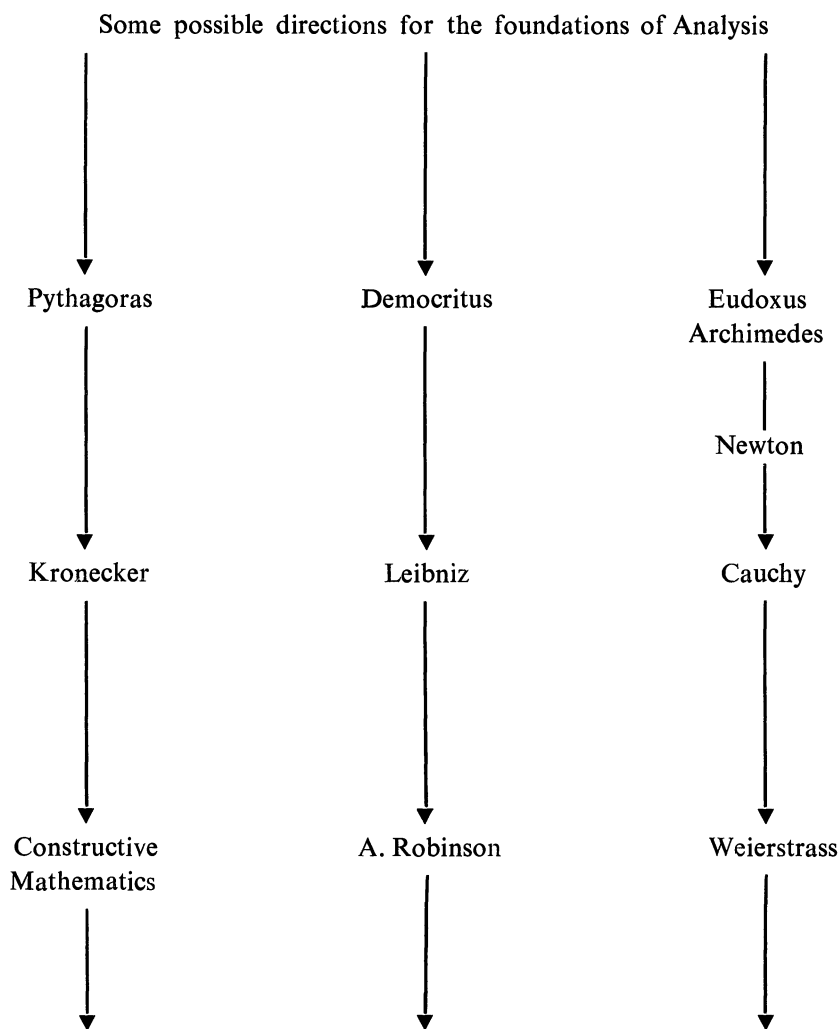 Some possible directions for the foundations of Analysis
Pythagoras
Democritus
Eudoxus
Archimedes
Newton
Kronecker
Leibniz
Cauchy
Constructive
Mathematics
A. Robinson
Weierstrass